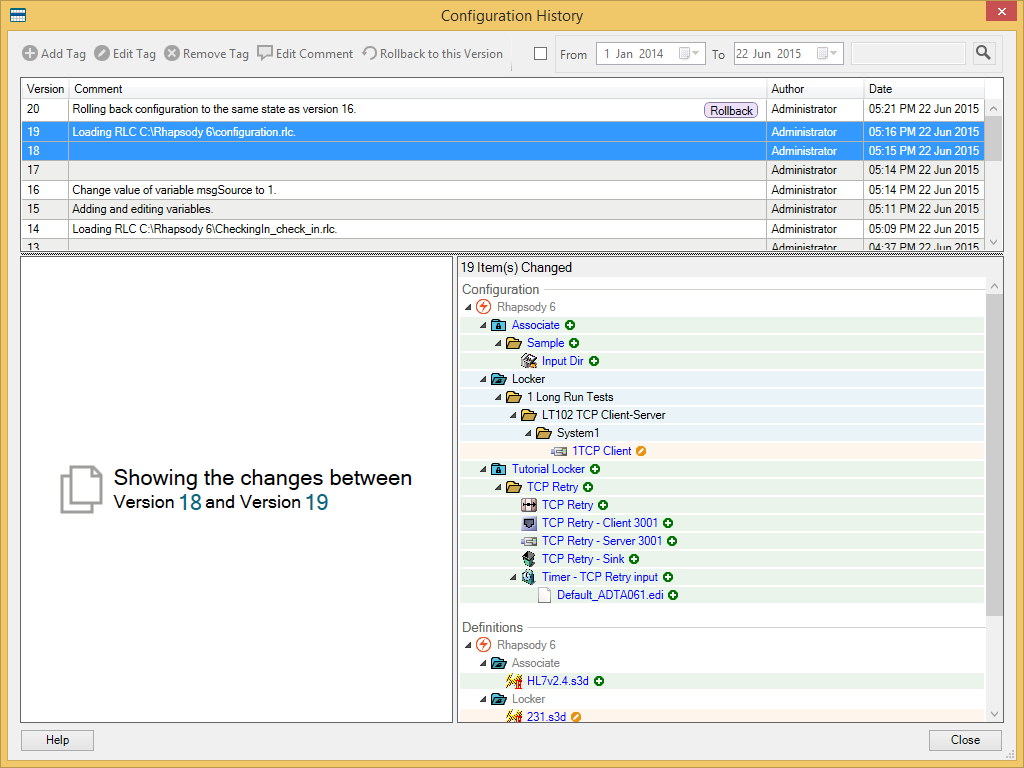 Configuration History
Add Tag Edit Tag Remove Tag Edit Comment Rollback to this Version From 1 Jan 2014 To 22 Jun 2015
Version Comment Author Date
20 Rolling back configuration to the same state as version 16. Rollback Administrator 05:21 PM 22 Jun 2015
19 Loading RLC C:\Rhapsody 6\configuration.rlc. Administrator 05:16 PM 22 Jun 2015
18 Administrator 05:15 PM 22 Jun 2015
17 Administrator 05:14 PM 22 Jun 2015
16 Change value of variable msgSource to 1. Administrator 05:14 PM 22 Jun 2015
15 Adding and editing variables. Administrator 05:11 PM 22 Jun 2015
14 Loading RLC C:\Rhapsody 6\CheckingIn_check_in.rlc. Administrator 05:09 PM 22 Jun 2015
13 Administrator 04:37 PM 22 Jun 2015
Showing the changes between
Version 18 and Version 19
19 Item(s) Changed
Configuration
Rhapsody 6
Associate
Sample
Input Dir
Locker
1 Long Run Tests
LT102 TCP Client-Server
System1
1TCP Client
Tutorial Locker
TCP Retry
TCP Retry
TCP Retry - Client 3001
TCP Retry - Server 3001
TCP Retry - Sink
Timer - TCP Retry input
Default_ADTA061.edi
Definitions
Rhapsody 6
Associate
HL7v2.4.s3d
Locker
231.s3d
Help Close